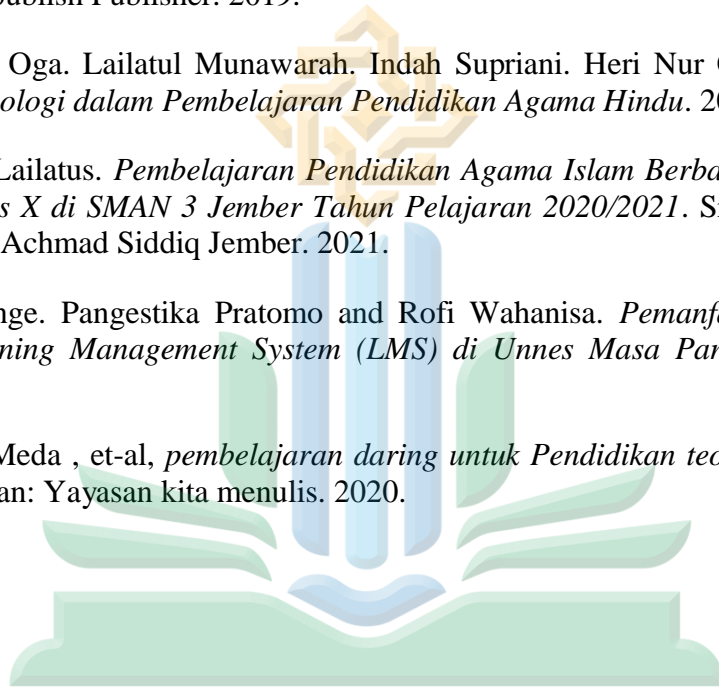 publish Publisher. 2019.
Oga. Lailatul Munawarah. Indah Supriani. Heri Nur
ologi dalam Pembelajaran Pendidikan Agama Hindu. 20
Lailatus. Pembelajaran Pendidikan Agama Islam Berba
s X di SMAN 3 Jember Tahun Pelajaran 2020/2021. S
Achmad Siddiq Jember. 2021.
nge. Pangestika Pratomo and Rofi Wahanisa. Pemanf
ning Management System (LMS) di Unnes Masa Pan
Meda , et-al, pembelajaran daring untuk Pendidikan teo
an: Yayasan kita menulis. 2020.